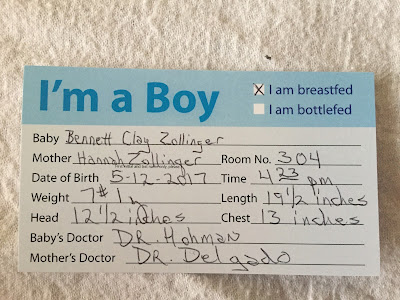 I'm a Boy
X I am breastfed
I am bottlefed
Baby Bennett Clay Zollinger
Mother Hannah Zollinger Room No. 304
Date of Birth 5-12-2017 Time 4 23 pm
Weight 7# 1 Length 19 1/2 inches
Head 12 1/2 inches Chest 13 inches
Baby's Doctor DR. Hohman
Mother's Doctor DR. Delgado